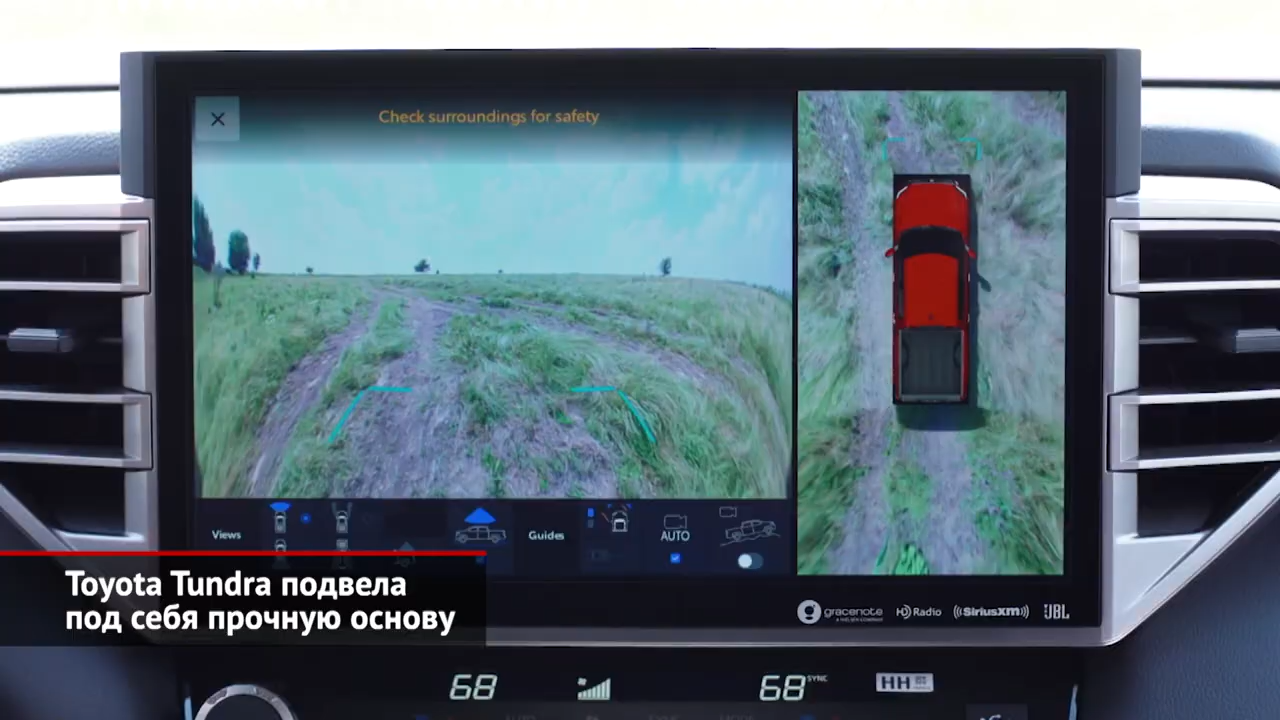 Check surroundings for safety
Views
Guides
AUTO
Toyota Tundra подвела
под себя прочную основу
gracenote
HD Radio
((SiriusXM))
JBL
68
68 SYNC